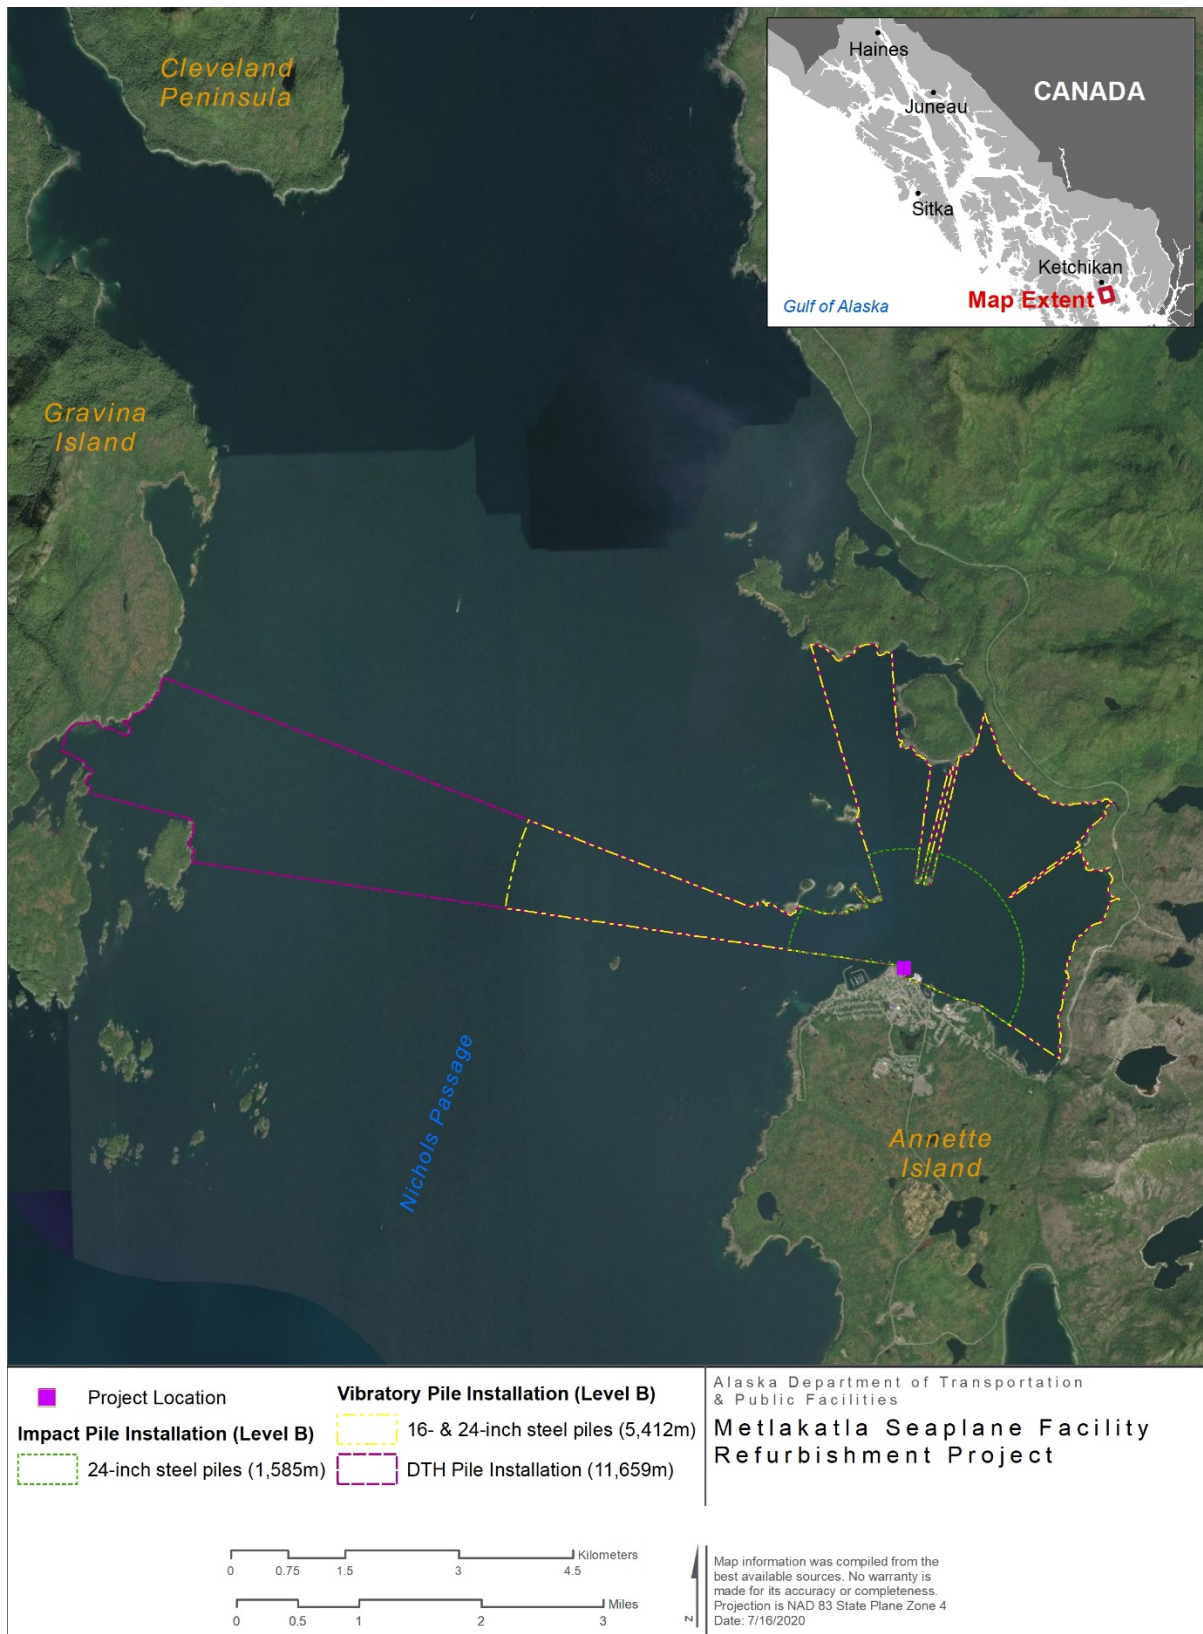 Cleveland
Peninsula
Haines
Juneau
CANADA
Sitka
Ketchikan
Map Extent
Gulf of Alaska
Gravina
Island
Nichols Passage
Annette
Island
Project Location
Impact Pile Installation (Level B)
24-inch steel piles (1,585m)
Vibratory Pile Installation (Level B)
16- & 24-inch steel piles (5,412m)
DTH Pile Installation (11,659m)
Alaska Department of Transportation
& Public Facilities
Metlakatla Seaplane Facility
Refurbishment Project
Kilometers
0 0.75 1.5 3 4.5
Miles
0 0.5 1 2 3
N
Map information was compiled from the
best available sources. No warranty is
made for its accuracy or completeness.
Projection is NAD 83 State Plane Zone 4
Date: 7/16/2020